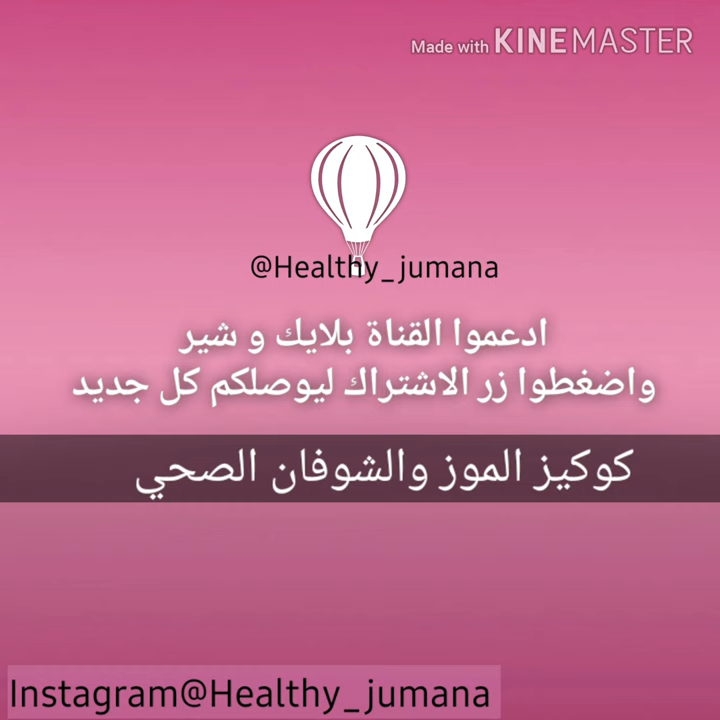 Made with KINEMASTER
@Healthy_jumana
ادعموا القناة بلايك و شير
واضغطوا زر الاشتراك ليوصلكم كل جديد
كوكيز الموز والشوفان الصحي
Instagram@Healthy_jumana